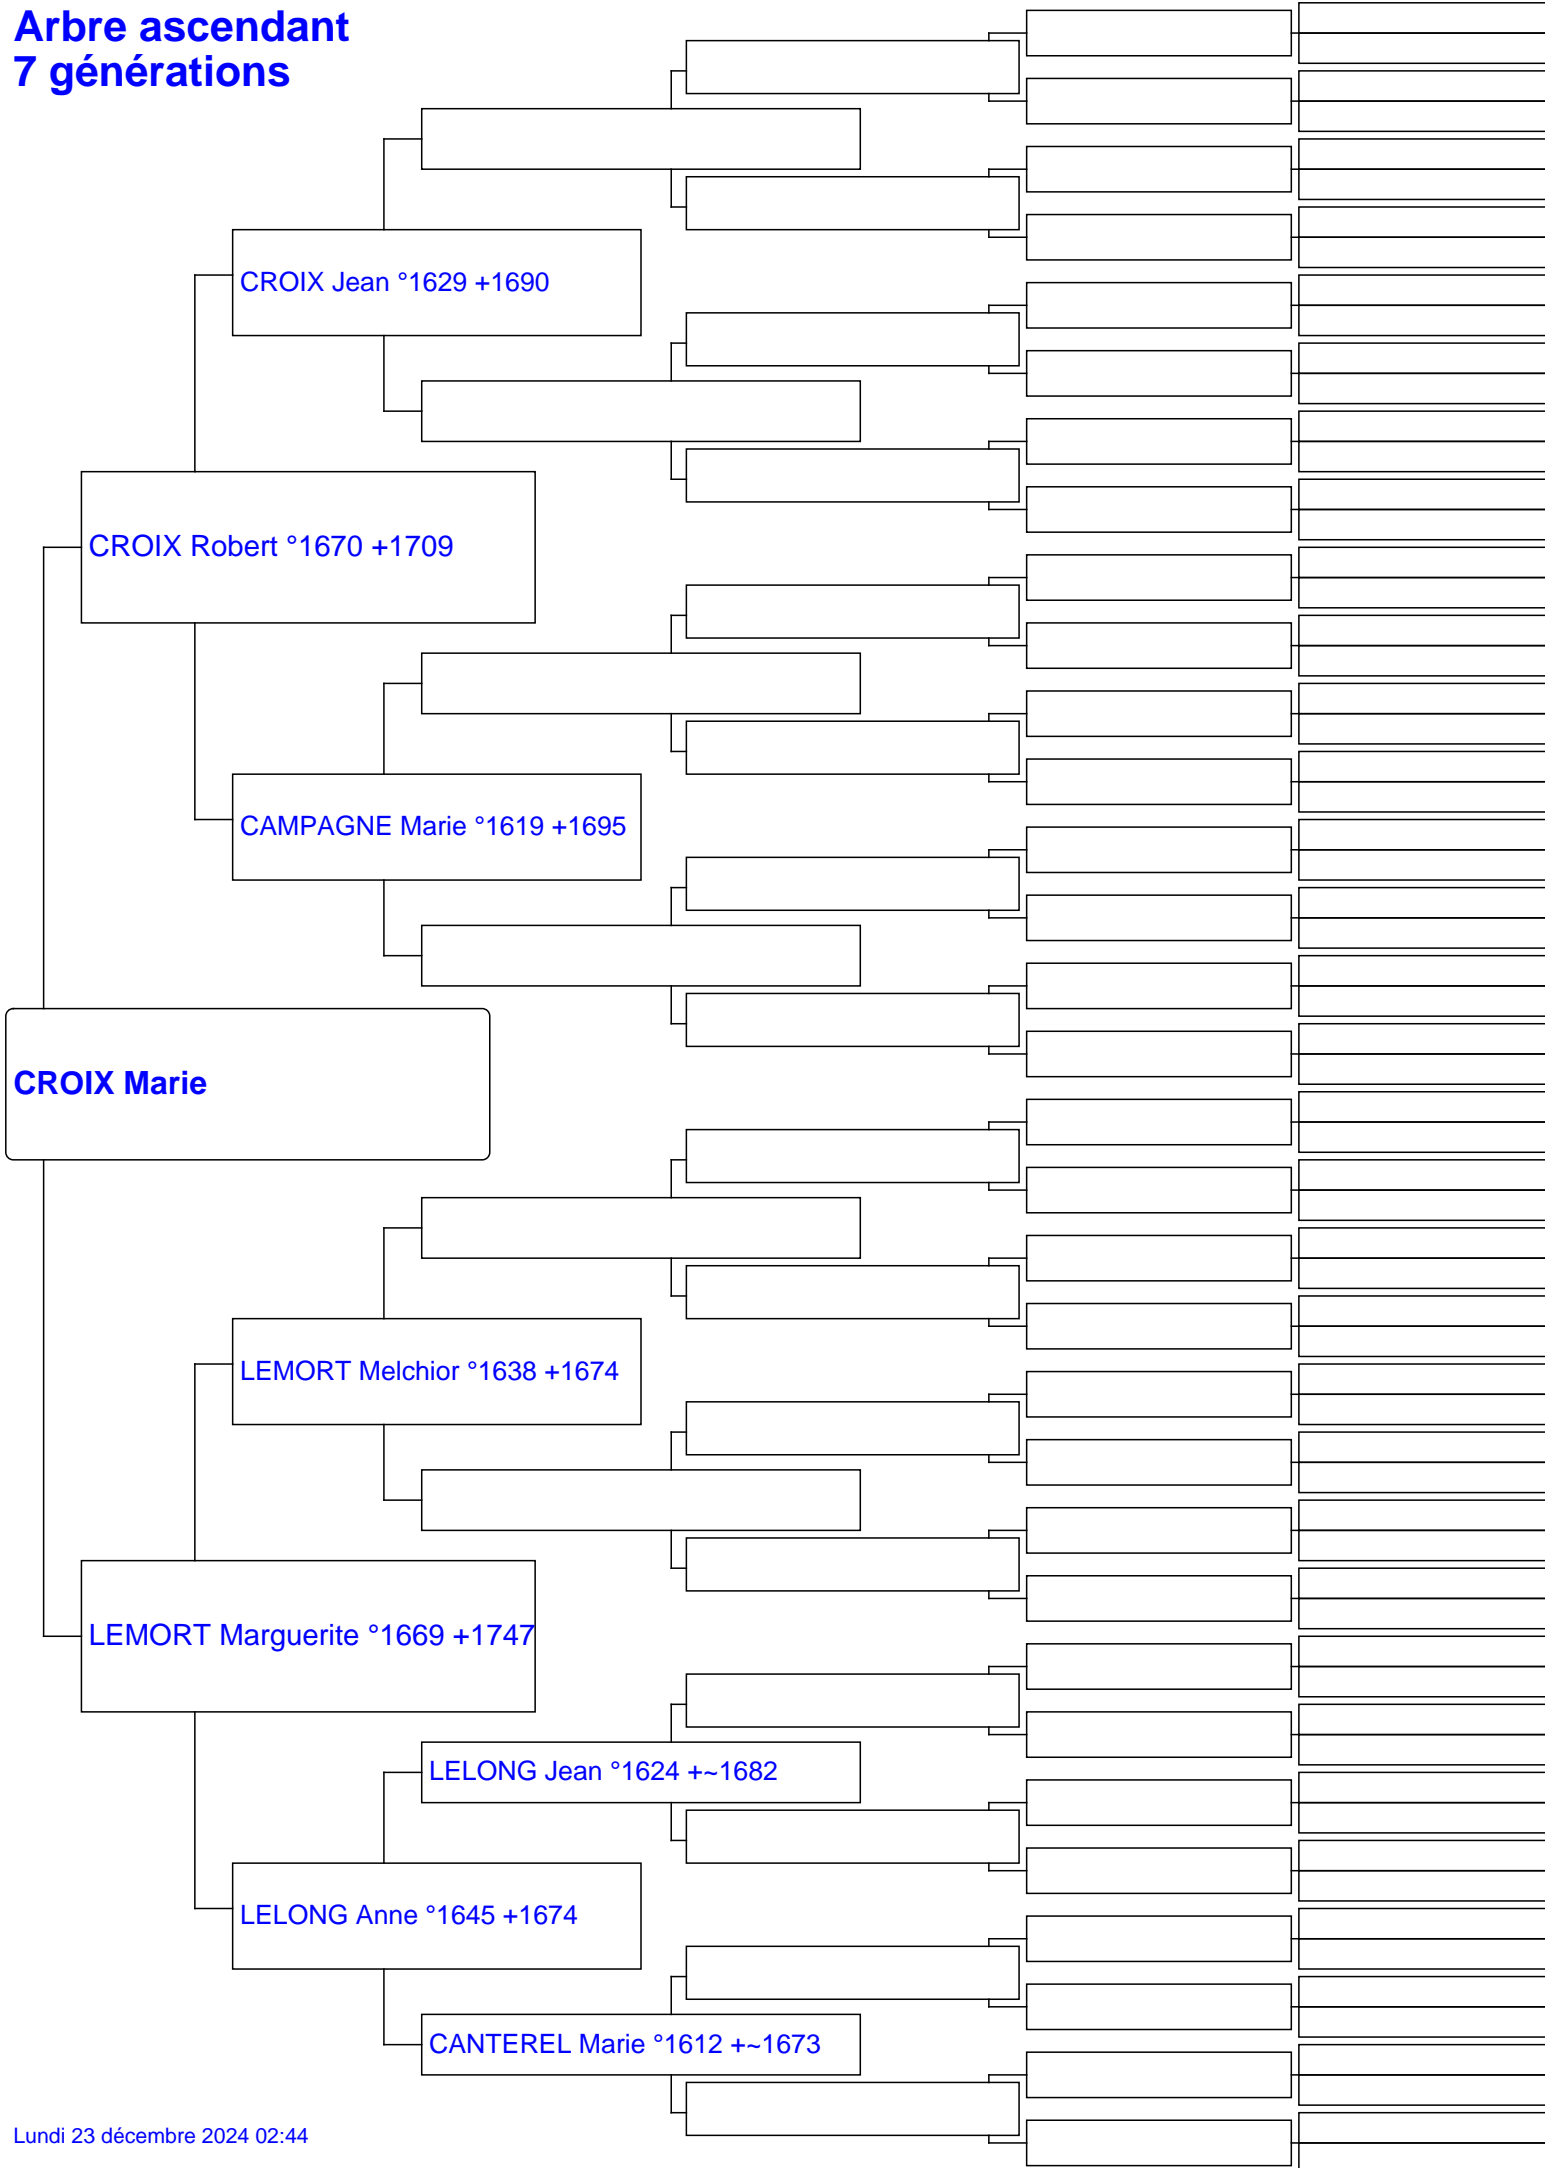 Arbre ascendant
7 générations
CROIX Jean °1629 +1690
CROIX Robert °1670 +1709
CAMPAGNE Marie °1619 +1695
CROIX Marie
LEMORT Melchior °1638 +1674
LEMORT Marguerite °1669 +1747
LELONG Jean °1624 +~1682
LELONG Anne °1645 +1674
CANTEREL Marie °1612 +~1673
Lundi 23 décembre 2024 02:44